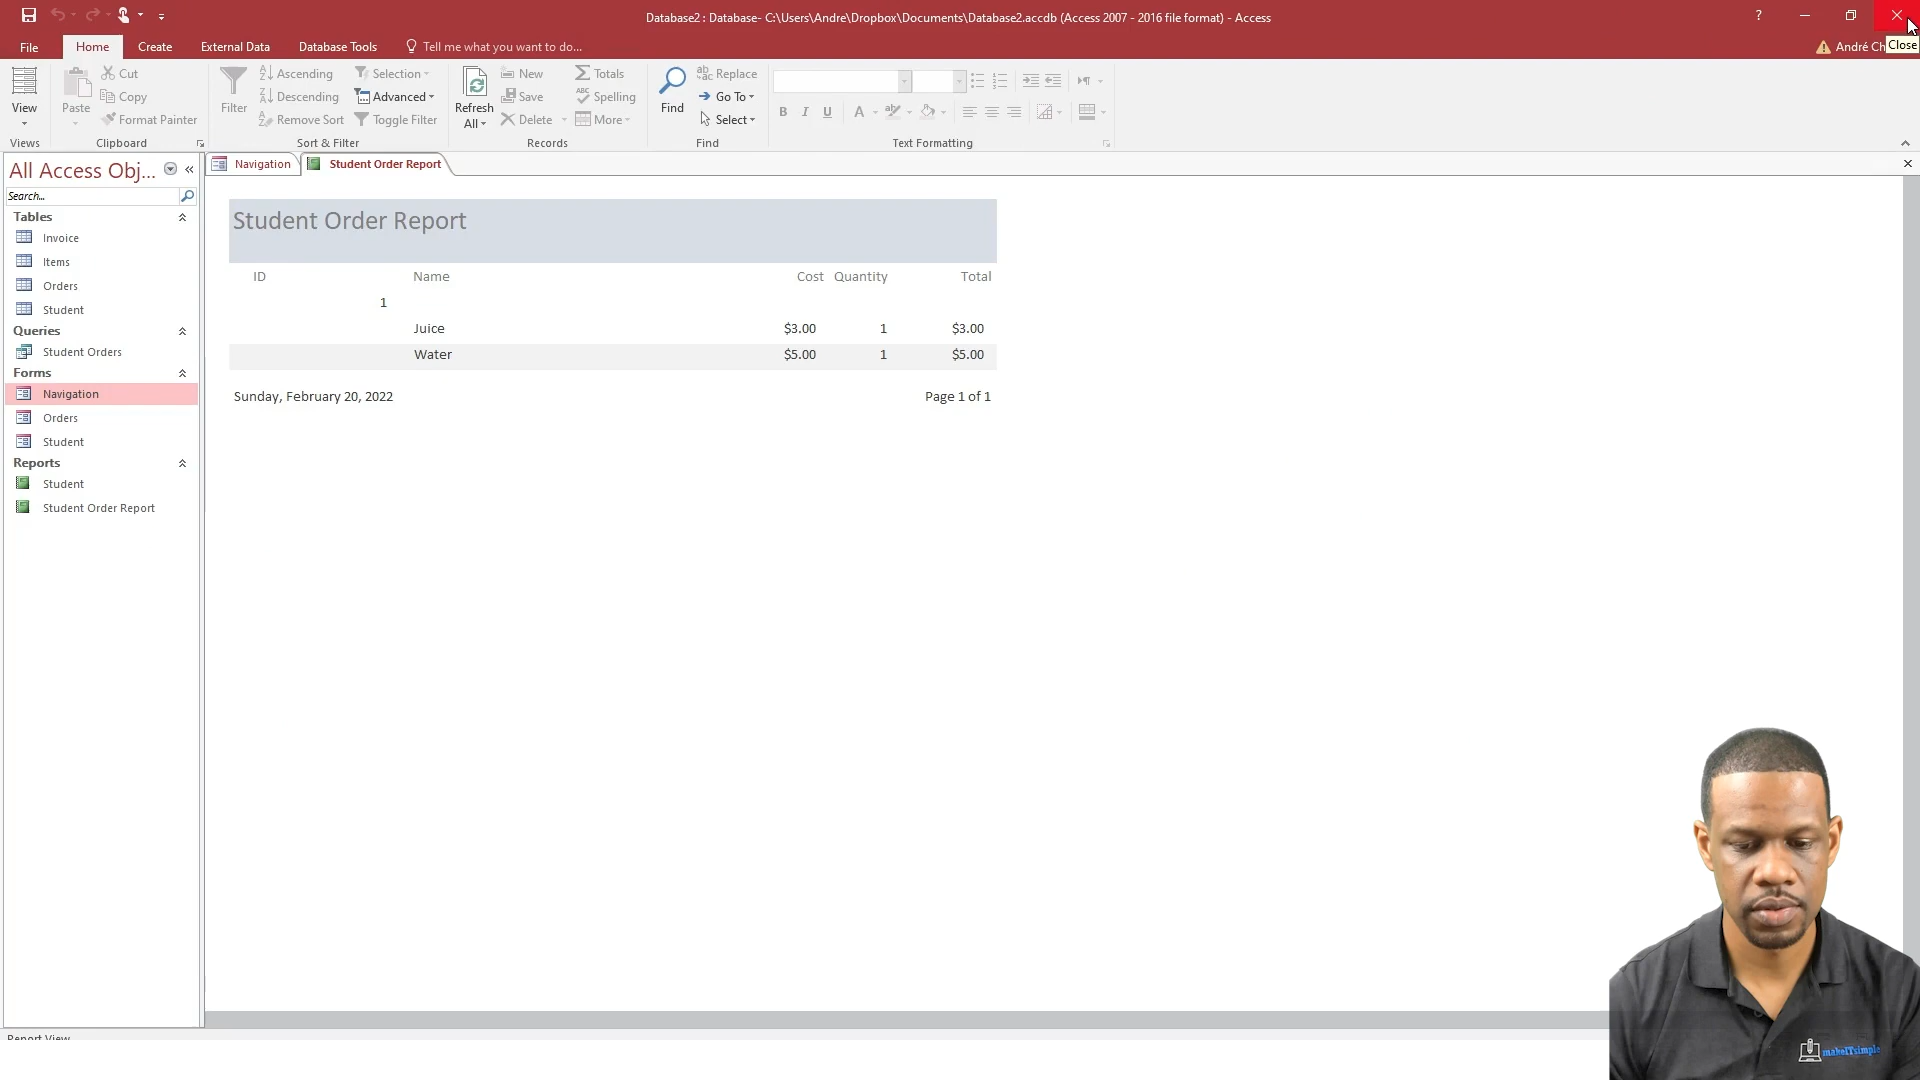 Database2 : Database- C:\Users\Andre\Dropbox\Documents\Database2.accdb (Access 2007 - 2016 file format) - Access
?
File Home Create External Data Database Tools Tell me what you want to do...
André Ch
Close
View
Views
Paste
Cut
Copy
Format Painter
Clipboard
Filter
Ascending
Descending
Remove Sort
Selection
Advanced
Toggle Filter
Sort & Filter
Refresh
All
New
Save
Delete
Totals
Spelling
More
Records
Find
Replace
Go To
Select
Find
B I U A
Text Formatting
All Access Obj...
Search...
Tables
Invoice
Items
Orders
Student
Queries
Student Orders
Forms
Navigation
Orders
Student
Reports
Student
Student Order Report
Navigation Student Order Report
Student Order Report
ID Name Cost Quantity Total
1
Juice $3.00 1 $3.00
Water $5.00 1 $5.00
Sunday, February 20, 2022 Page 1 of 1
Report View
makeITsimple